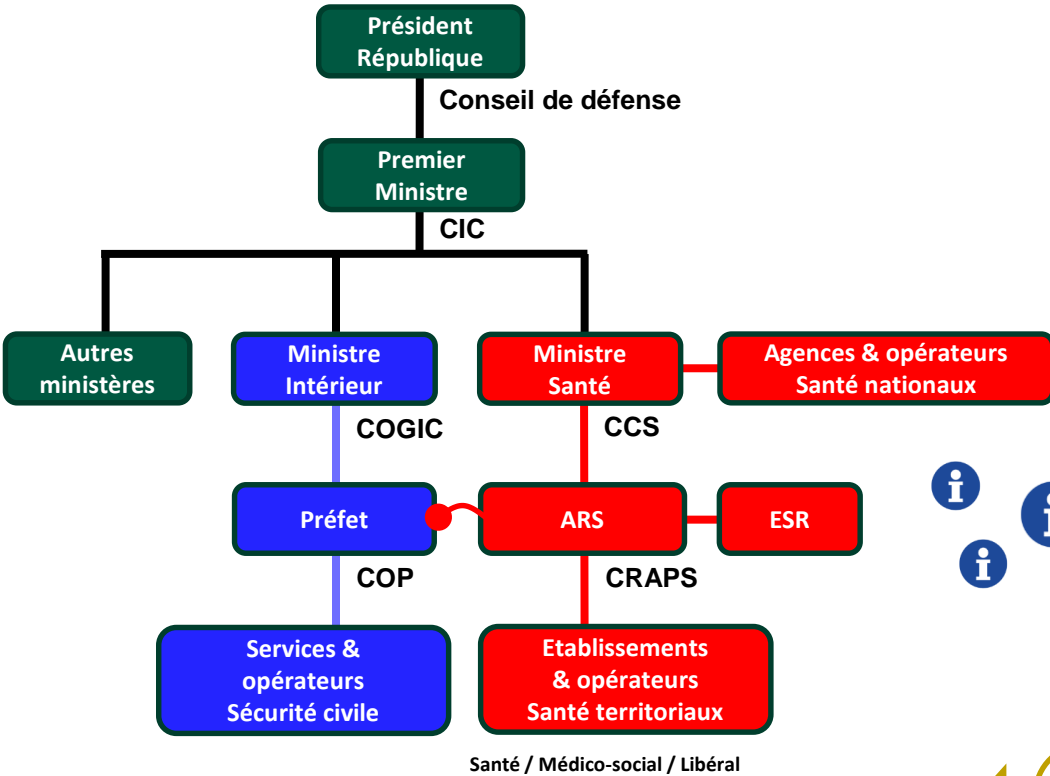 Président
République
Conseil de défense
Premier
Ministre
CIC
Autres
ministères
Ministre
Intérieur
Ministre
Santé
Agences & opérateurs
Santé nationaux
COGIC
CCS
Préfet
ARS
ESR
COP
CRAPS
Services &
opérateurs
Sécurité civile
Etablissements
& opérateurs
Santé territoriaux
Santé / Médico-social / Libéral